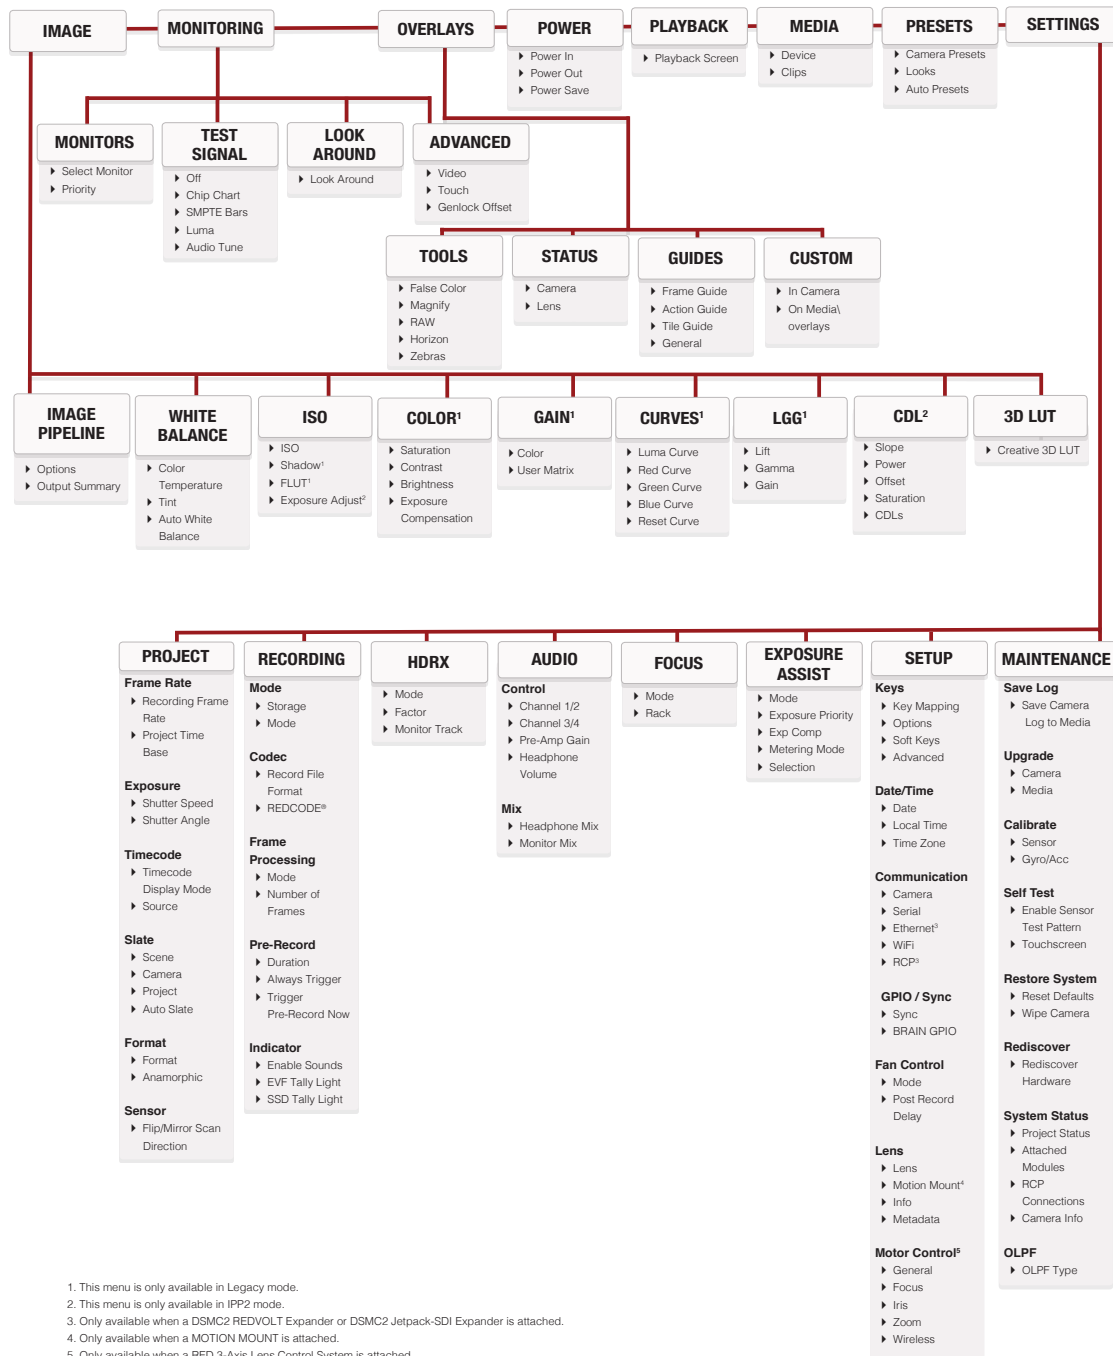 IMAGE
MONITORING
OVERLAYS
POWER
Power In
Power Out
Power Save
PLAYBACK
Playback Screen
MEDIA
Device
Clips
PRESETS
Camera Presets
Looks
Auto Presets
SETTINGS
MONITORS
Select Monitor
Priority
TEST
SIGNAL
Off
Chip Chart
SMPTE Bars
Luma
Audio Tune
LOOK
AROUND
Look Around
ADVANCED
Video
Touch
Genlock Offset
TOOLS
False Color
Magnify
RAW
Horizon
Zebras
STATUS
Camera
Lens
GUIDES
Frame Guide
Action Guide
Tile Guide
General
CUSTOM
In Camera
On Media\
overlays
IMAGE
PIPELINE
Options
Output Summary
WHITE
BALANCE
Color
Temperature
Tint
Auto White
Balance
ISO
ISO
Shadow¹
FLUT¹
Exposure Adjust²
COLOR¹
Saturation
Contrast
Brightness
Exposure
Compensation
GAIN¹
Color
User Matrix
CURVES¹
Luma Curve
Red Curve
Green Curve
Blue Curve
Reset Curve
LGG¹
Lift
Gamma
Gain
CDL²
Slope
Power
Offset
Saturation
CDLs
3D LUT
Creative 3D LUT
PROJECT
Frame Rate
Recording Frame
Rate
Project Time
Base
Exposure
Shutter Speed
Shutter Angle
Timecode
Timecode
Display Mode
Source
Slate
Scene
Camera
Project
Auto Slate
Format
Format
Anamorphic
Sensor
Flip/Mirror Scan
Direction
RECORDING
Mode
Storage
Mode
Codec
Record File
Format
REDCODE®
Frame
Processing
Mode
Number of
Frames
Pre-Record
Duration
Always Trigger
Trigger
Pre-Record Now
Indicator
Enable Sounds
EVF Tally Light
SSD Tally Light
HDRX
Mode
Factor
Monitor Track
AUDIO
Control
Channel 1/2
Channel 3/4
Pre-Amp Gain
Headphone
Volume
Mix
Headphone Mix
Monitor Mix
FOCUS
Mode
Rack
EXPOSURE
ASSIST
Mode
Exposure Priority
Exp Comp
Metering Mode
Selection
SETUP
Keys
Key Mapping
Options
Soft Keys
Advanced
Date/Time
Date
Local Time
Time Zone
Communication
Camera
Serial
Ethernet³
WiFi
RCP³
GPIO / Sync
Sync
BRAIN GPIO
Fan Control
Mode
Post Record
Delay
Lens
Lens
Motion Mount⁴
Info
Metadata
Motor Control⁵
General
Focus
Iris
Zoom
Wireless
MAINTENANCE
Save Log
Save Camera
Log to Media
Upgrade
Camera
Media
Calibrate
Sensor
Gyro/Acc
Self Test
Enable Sensor
Test Pattern
Touchscreen
Restore System
Reset Defaults
Wipe Camera
Rediscover
Rediscover
Hardware
System Status
Project Status
Attached
Modules
RCP
Connections
Camera Info
OLPF
OLPF Type
1. This menu is only available in Legacy mode.
2. This menu is only available in IPP2 mode.
3. Only available when a DSMC2 REDVOLT Expander or DSMC2 Jetpack-SDI Expander is attached.
4. Only available when a MOTION MOUNT is attached.
5. Only available when a RED 3-Axis Lens Control System is attached.